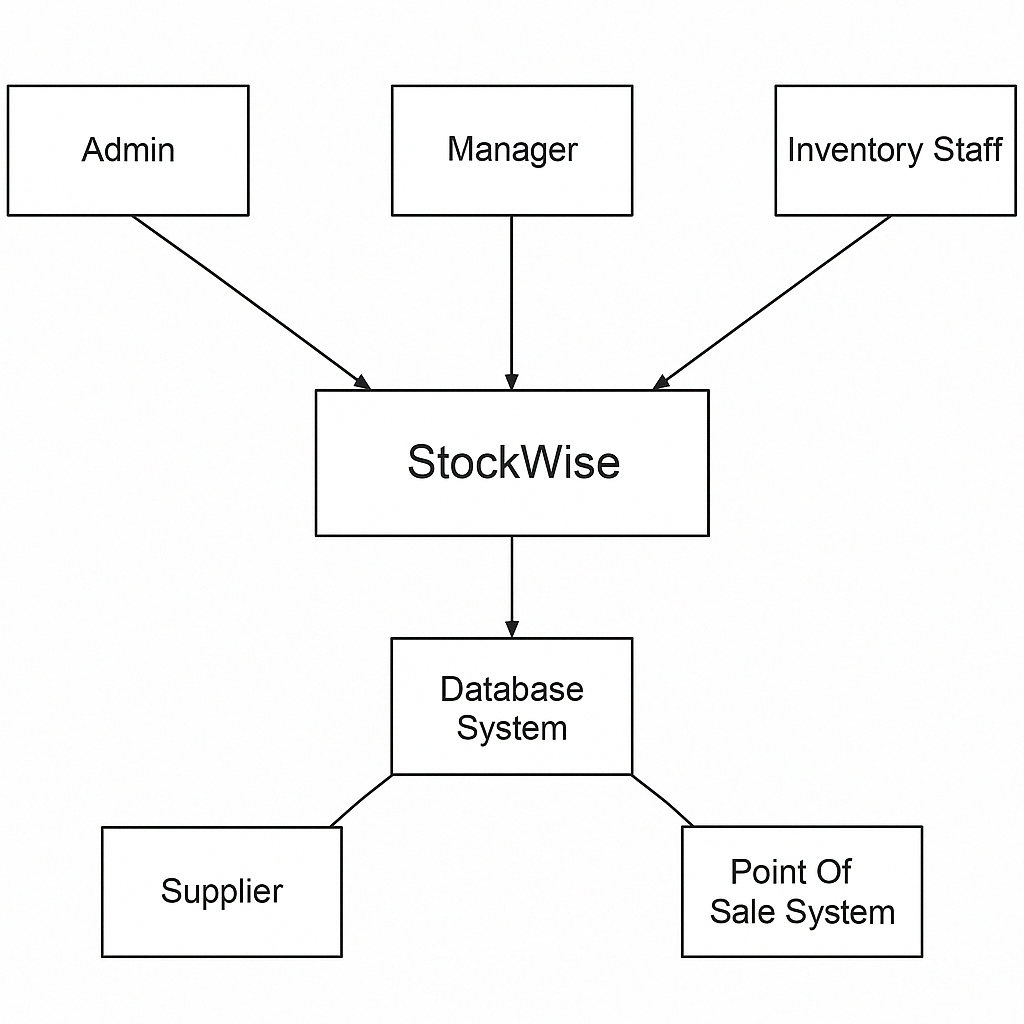 Admin
Manager
Inventory Staff
StockWise
Database
System
Supplier
Point Of
Sale System